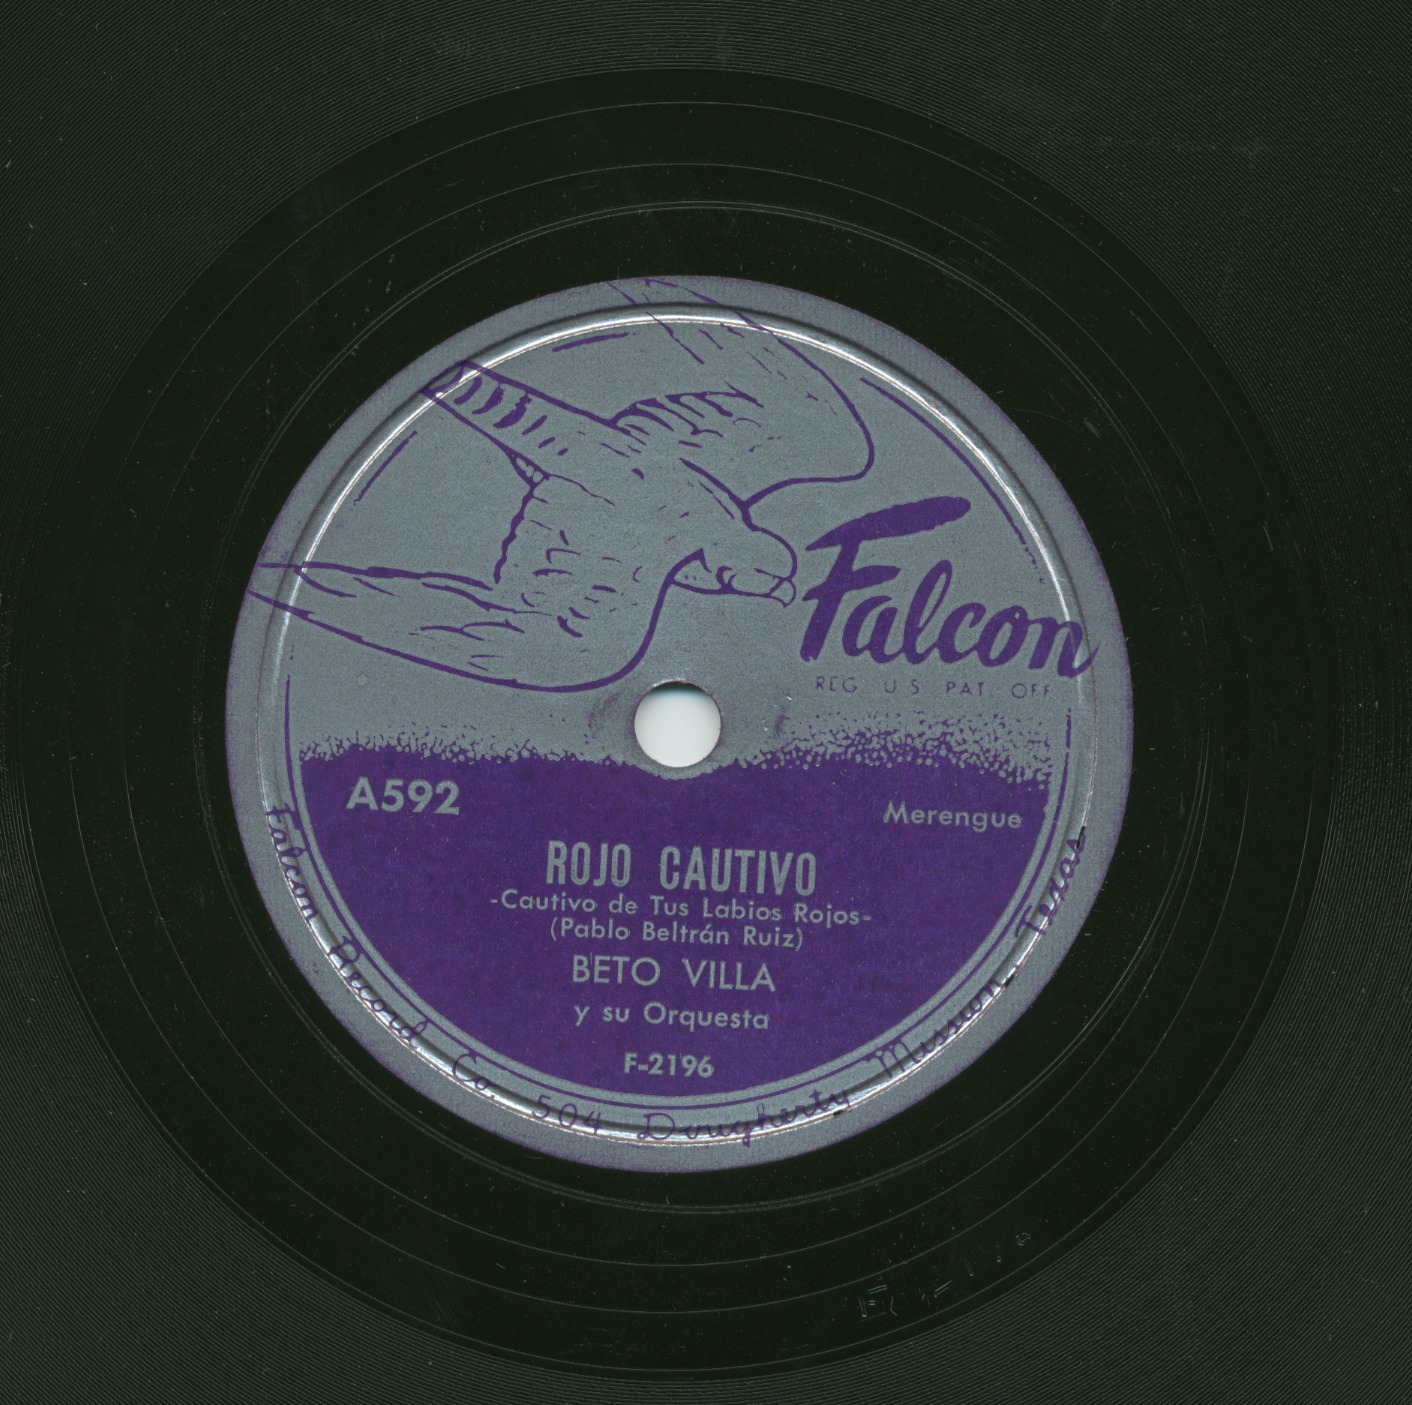 Falcon
REG. U.S. PAT. OFF.
A592
Merengue
ROJO CAUTIVO
-Cautivo de Tus Labios Rojos-
(Pablo Beltrán Ruiz)
BETO VILLA
y su Orquesta
F-2196
Falcon Record Co. 504 Dougherty Mission, Texas